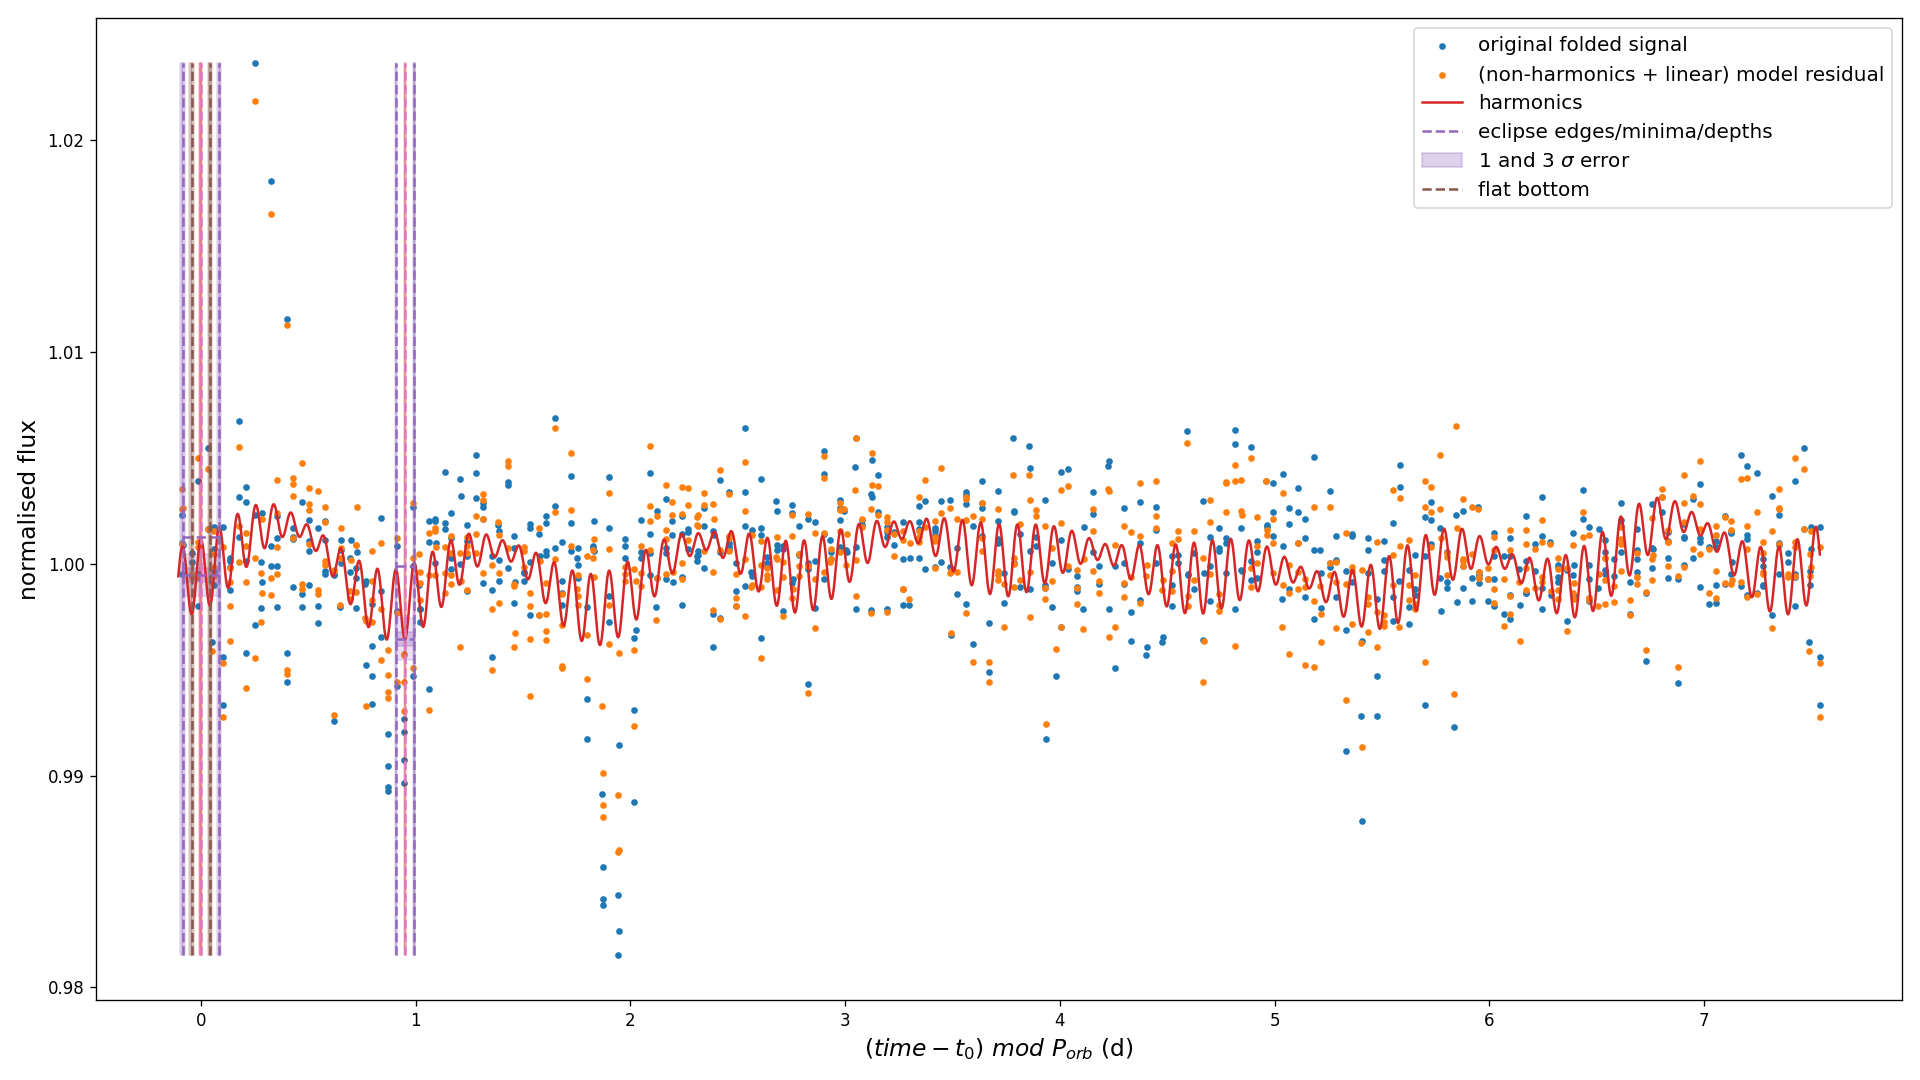 original folded signal
(non-harmonics + linear) model residual
harmonics
eclipse edges/minima/depths
1 and 3 σ error
flat bottom
normalised flux
1.02
1.01
1.00
0.99
0.98
0 1 2 3 4 5 6 7
(time − t₀) mod P_orb (d)